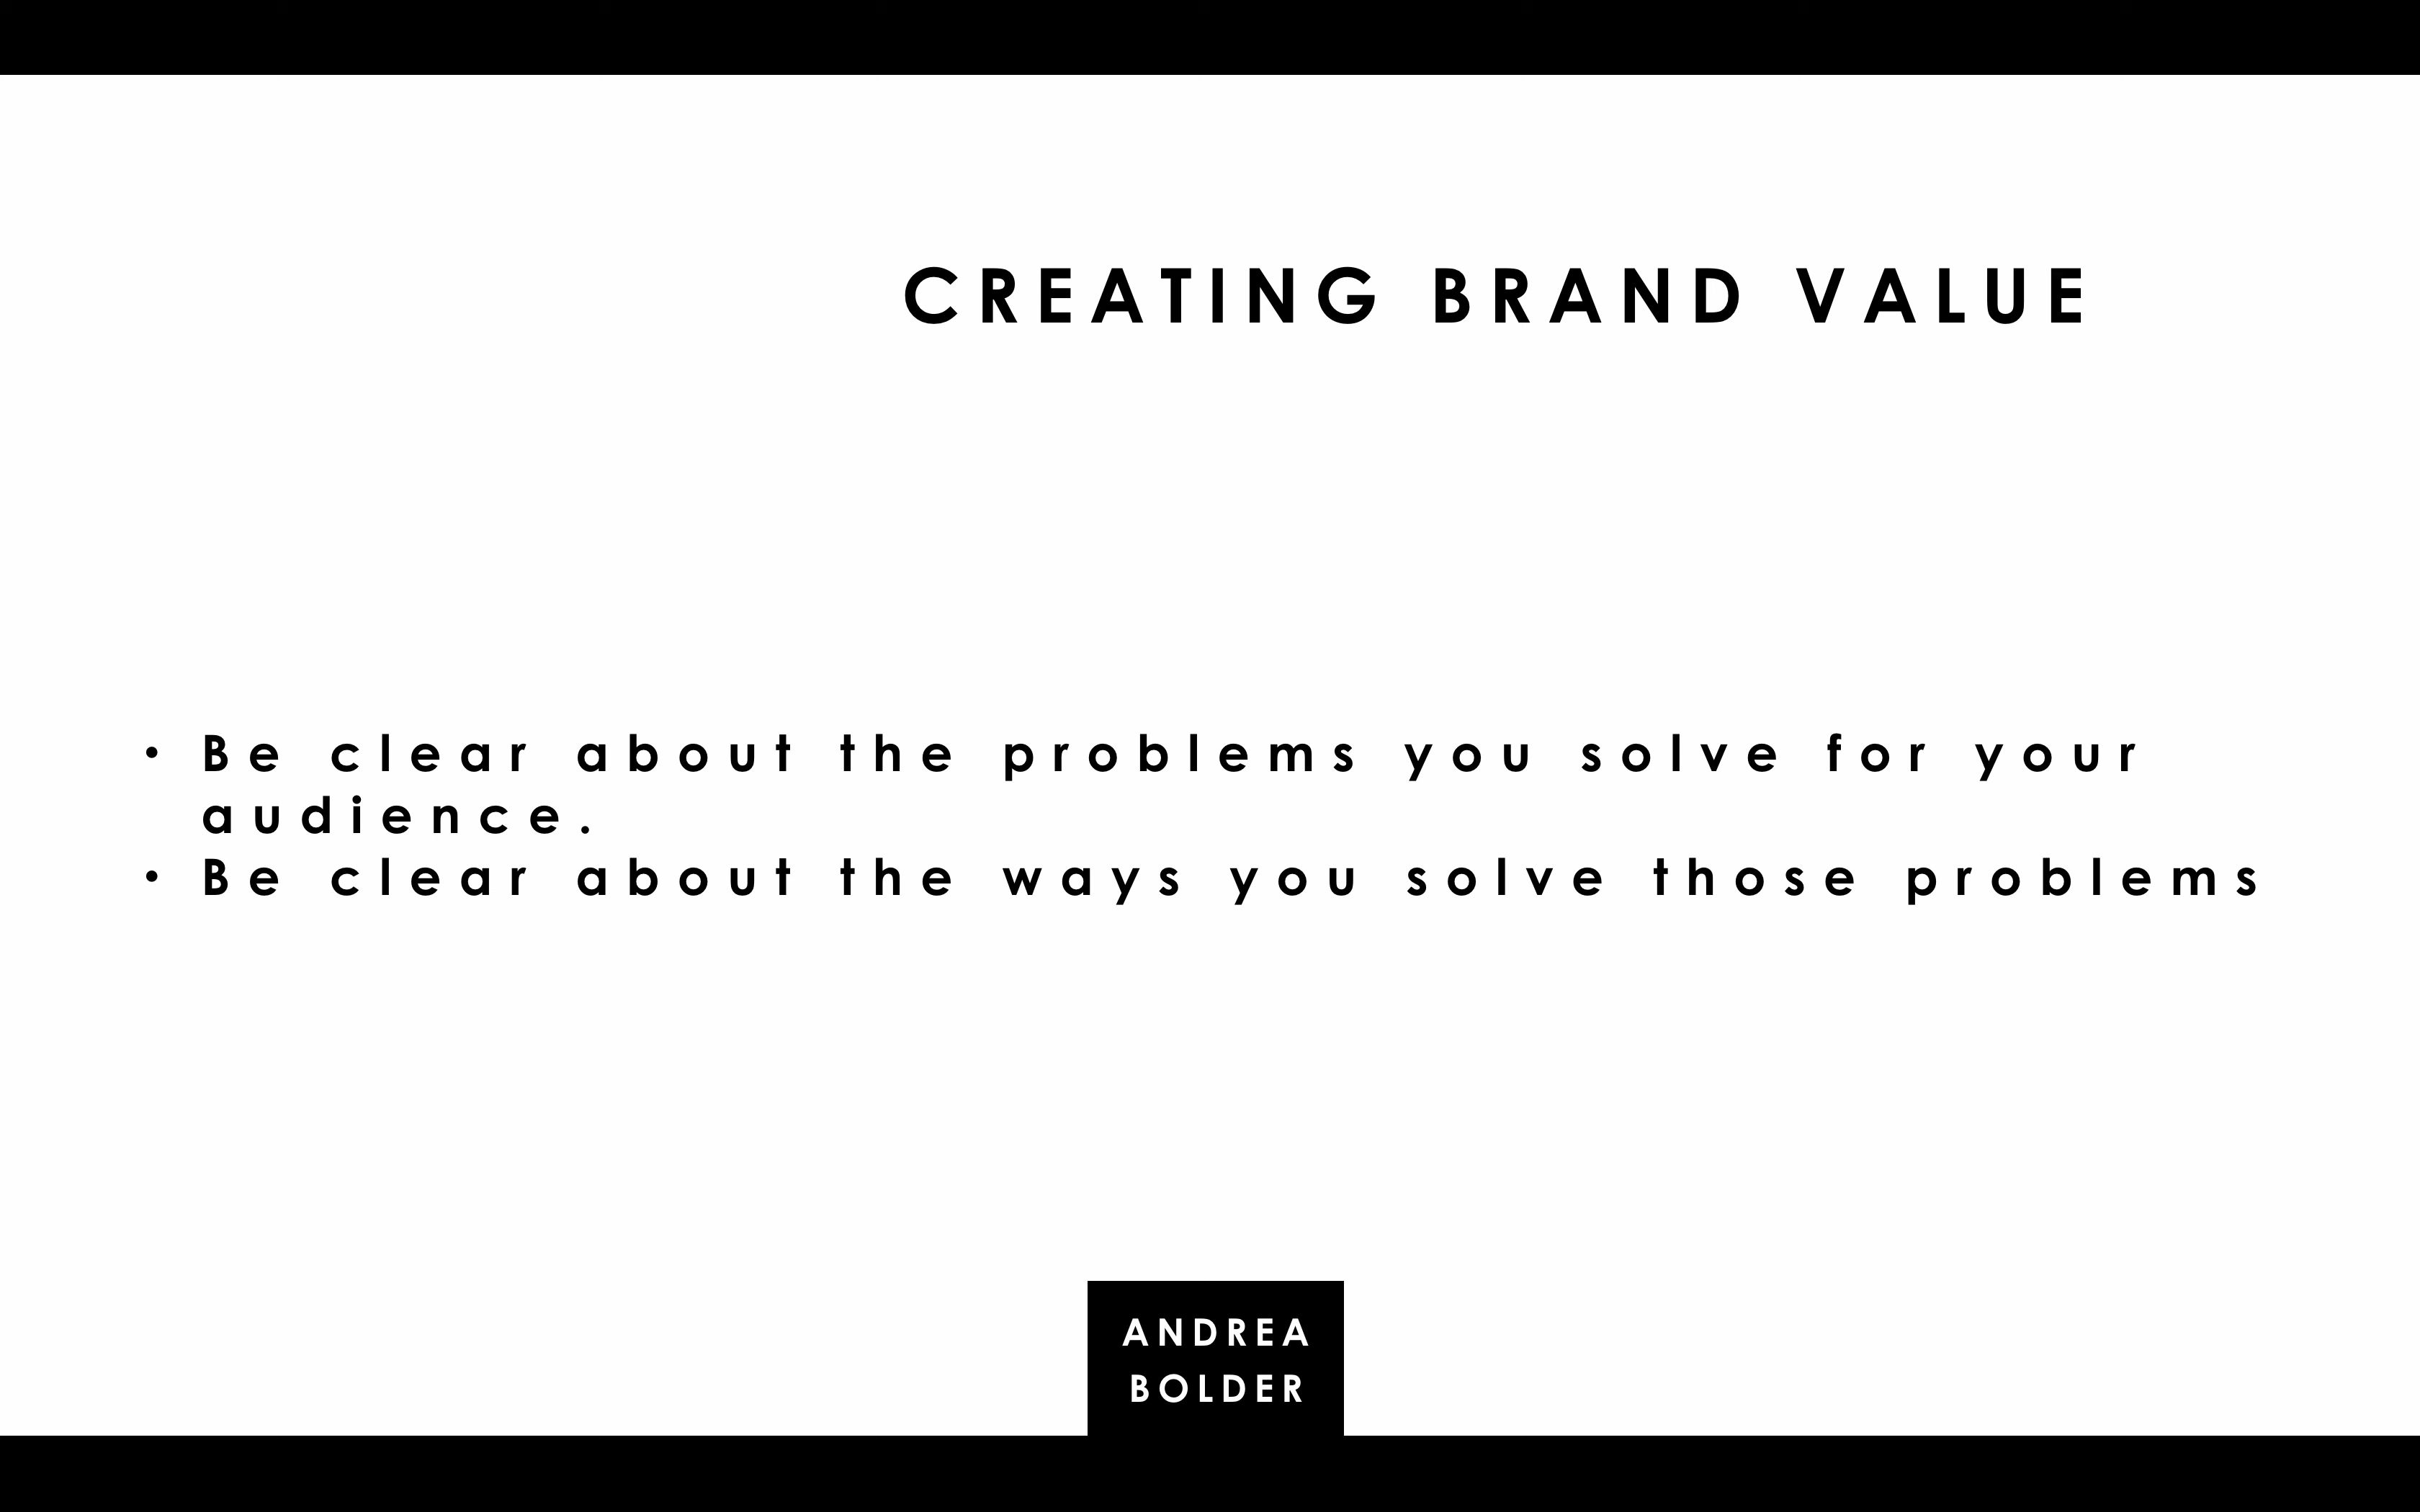 CREATING BRAND VALUE
• Be clear about the problems you solve for your
audience.
• Be clear about the ways you solve those problems
ANDREA
BOLDER